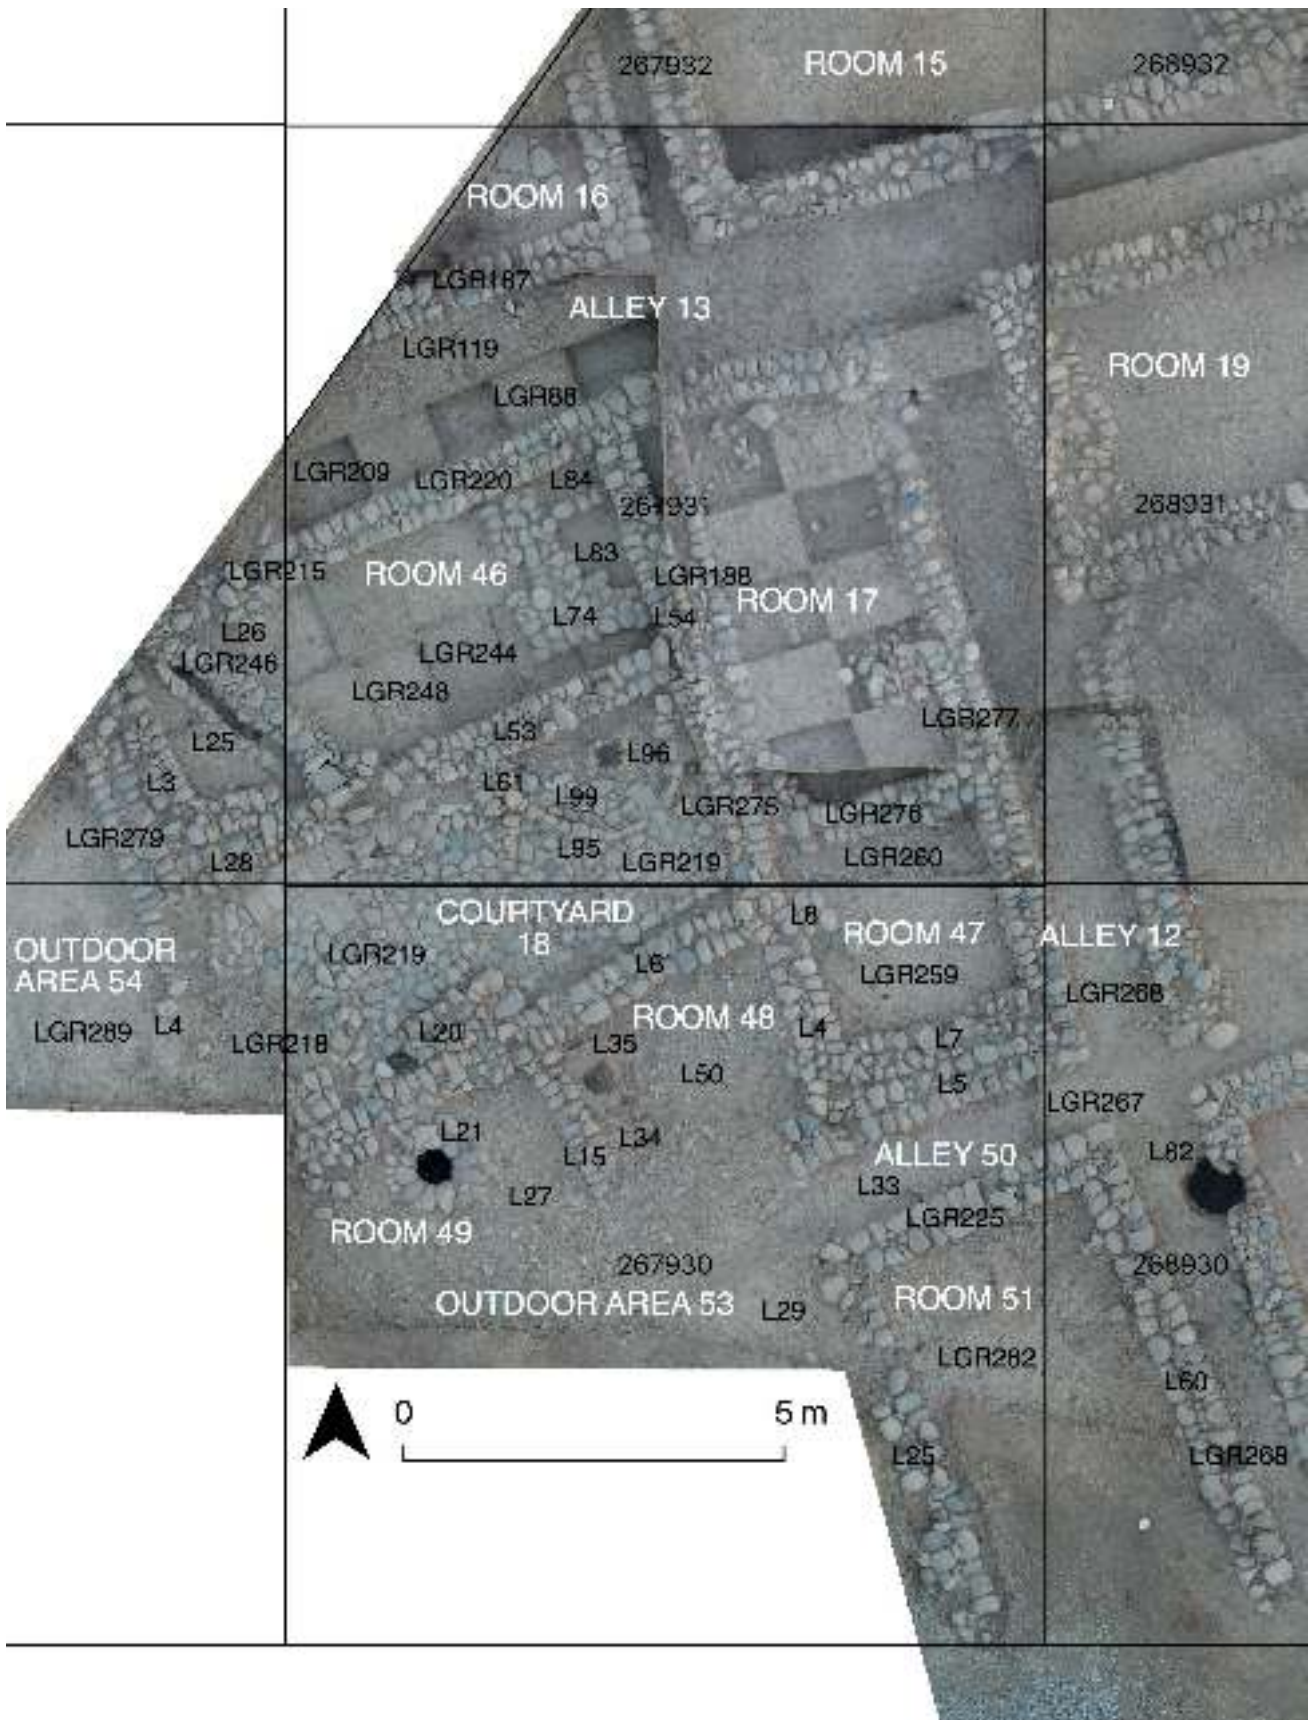 267932
ROOM 15
268932
ROOM 16
LGR187
ALLEY 13
LGR119
ROOM 19
LGR88
LGR209
LGR220
L84
267931
268931
L83
LGR215
ROOM 46
LGR188
ROOM 17
L74
L54
L26
LGR246
LGR244
LGR248
LGR277
L53
L25
L96
L3
L61
L99
LGR275
LGR276
LGR279
L28
L95
LGR219
LGR260
COURTYARD
18
L8
ROOM 47
ALLEY 12
OUTDOOR
AREA 54
LGR219
L6
LGR259
LGR268
LGR289
L4
LGR218
L20
ROOM 48
L35
L4
L7
L50
L5
LGR267
L21
L34
L15
ALLEY 50
L82
L27
L33
LGR225
ROOM 49
267930
268930
OUTDOOR AREA 53
L29
ROOM 51
LGR282
L60
0
5 m
L25
LGR268